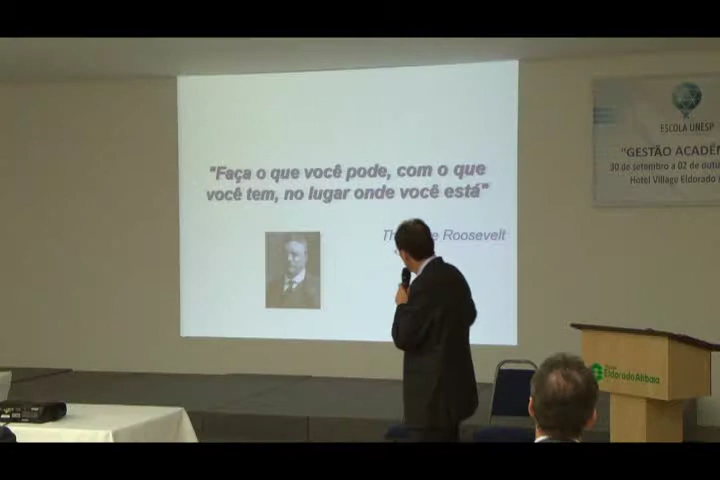 "Faça o que você pode, com o que
você tem, no lugar onde você está"
Roosevelt
ESCOLA UNESP
"GESTÃO ACADÊM
30 de setembro a 02 de outu
Hotel Village Eldorado
Eldorado Atibaia